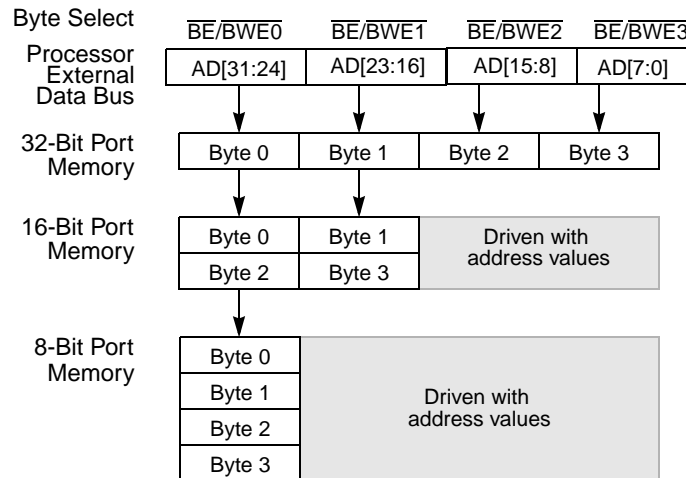 Byte Select
BE/BWE0
BE/BWE1
BE/BWE2
BE/BWE3
Processor
External
Data Bus
AD[31:24]
AD[23:16]
AD[15:8]
AD[7:0]
32-Bit Port
Memory
Byte 0
Byte 1
Byte 2
Byte 3
16-Bit Port
Memory
Byte 0
Byte 1
Byte 2
Byte 3
Driven with
address values
8-Bit Port
Memory
Byte 0
Byte 1
Byte 2
Byte 3
Driven with
address values